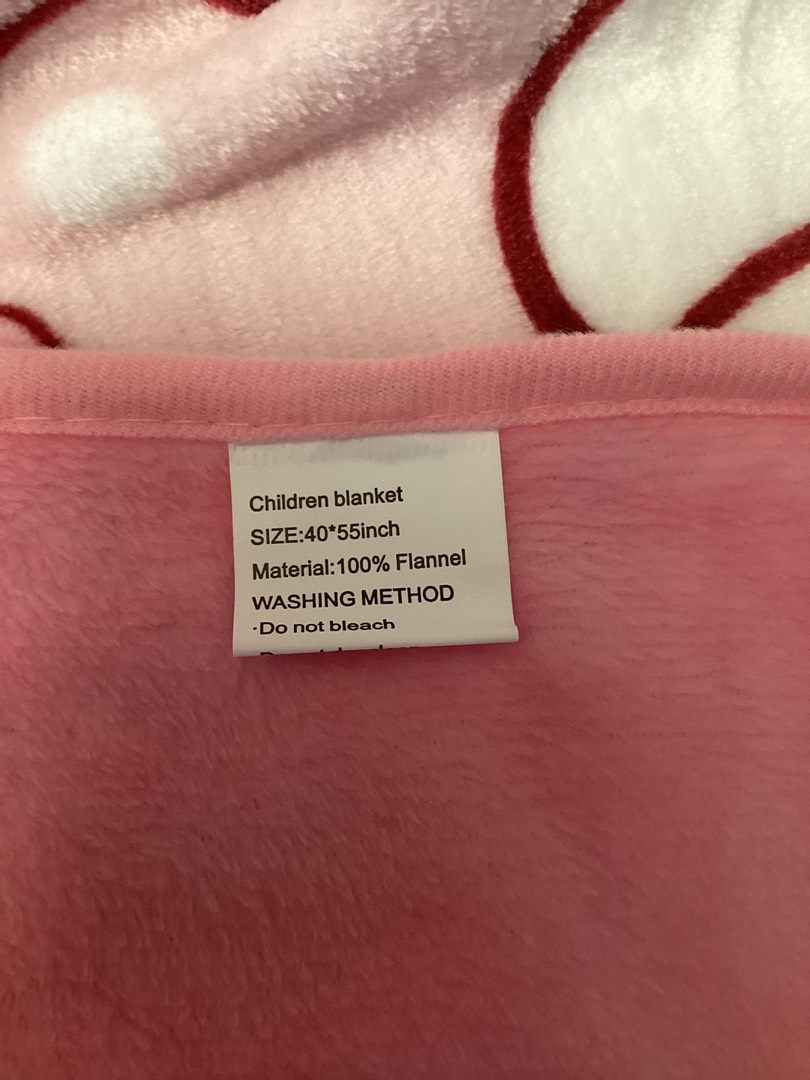 Children blanket
SIZE:40*55inch
Material:100% Flannel
WASHING METHOD
·Do not bleach